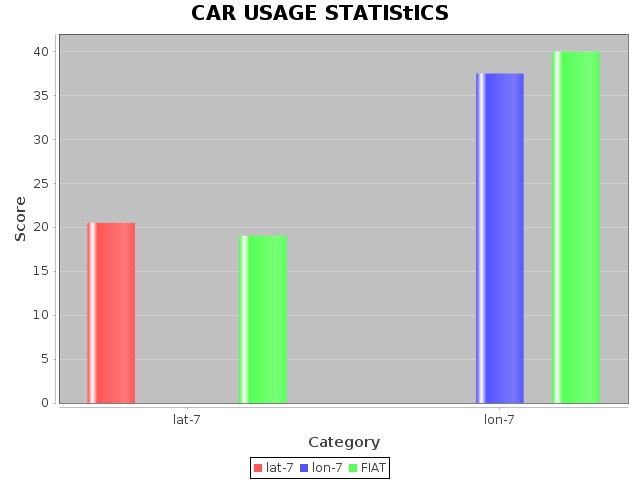 CAR USAGE STATIStICS
40
35
30
25
20
15
10
5
0
Score
lat-7
lon-7
Category
lat-7 lon-7 FIAT